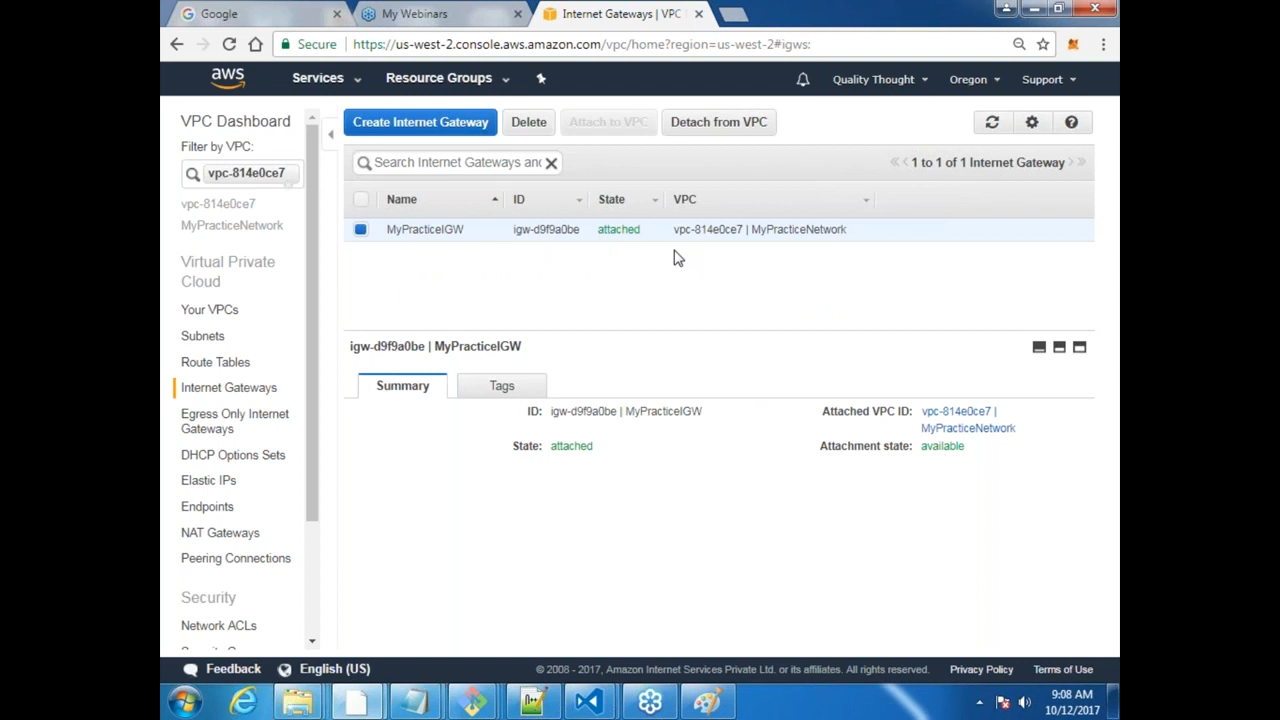 Google
My Webinars
Internet Gateways | VPC
Secure
https://us-west-2.console.aws.amazon.com/vpc/home?region=us-west-2#igws:
aws
Services
Resource Groups
Quality Thought
Oregon
Support
VPC Dashboard
Filter by VPC:
vpc-814e0ce7
vpc-814e0ce7
MyPracticeNetwork
Virtual Private
Cloud
Your VPCs
Subnets
Route Tables
Internet Gateways
Egress Only Internet
Gateways
DHCP Options Sets
Elastic IPs
Endpoints
NAT Gateways
Peering Connections
Security
Network ACLs
Create Internet Gateway
Delete
Attach to VPC
Detach from VPC
Search Internet Gateways and
1 to 1 of 1 Internet Gateway
Name ID State VPC
MyPracticeIGW igw-d9f9a0be attached vpc-814e0ce7 | MyPracticeNetwork
igw-d9f9a0be | MyPracticeIGW
Summary
Tags
ID: igw-d9f9a0be | MyPracticeIGW
State: attached
Attached VPC ID: vpc-814e0ce7 |
MyPracticeNetwork
Attachment state: available
Feedback
English (US)
© 2008 - 2017, Amazon Internet Services Private Ltd. or its affiliates. All rights reserved.
Privacy Policy
Terms of Use
9:08 AM
10/12/2017